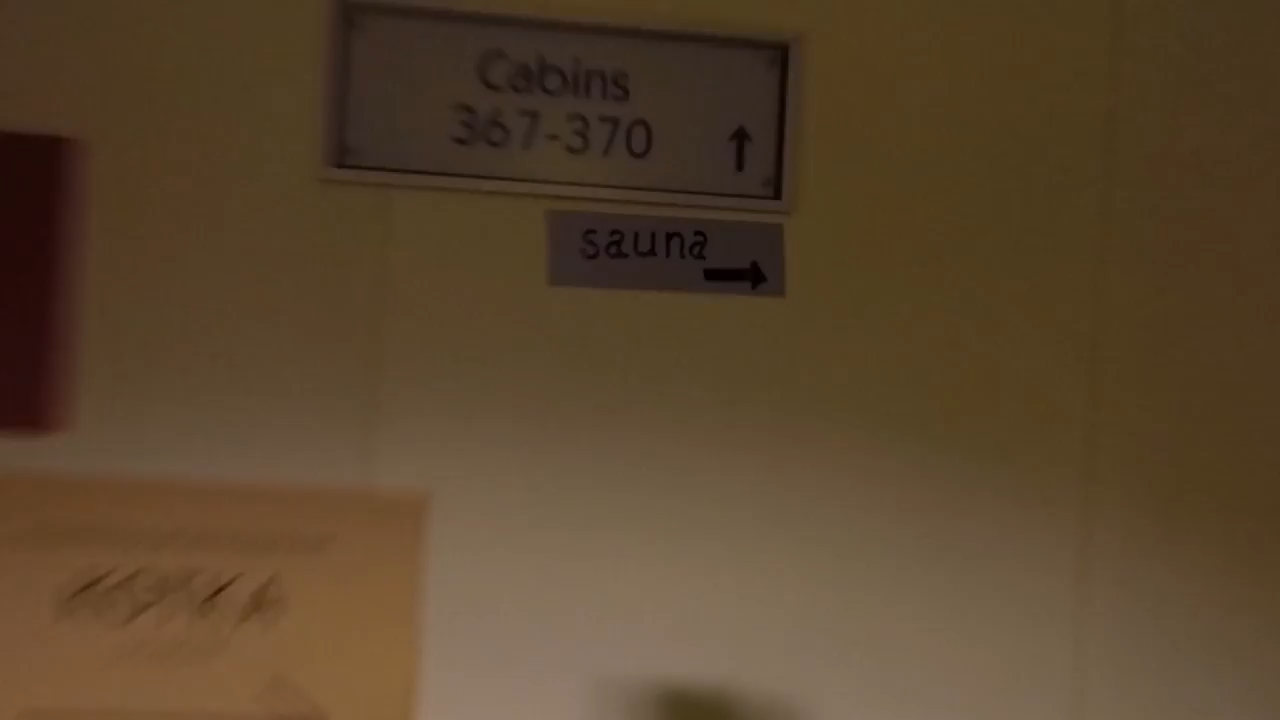 Cabins
367-370 ↑
sauna →